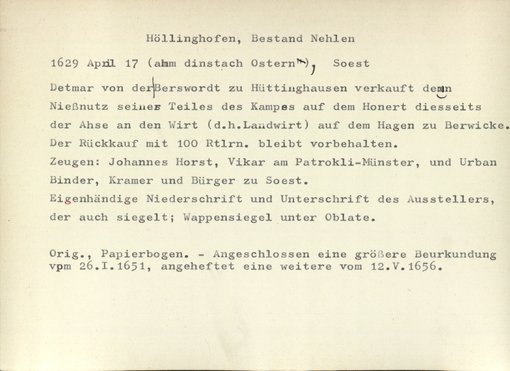 Höllinghofen, Bestand Nehlen
1629 April 17 (ahm dinstach Ostern), Soest
Detmar von der Berswordt zu Hüttinghausen verkauft den
Nießnutz seines Teiles des Kampes auf dem Honert diesseits
der Ahse an den Wirt (d.h.Landwirt) auf dem Hagen zu Berwicke.
Der Rückkauf mit 100 Rtlrn. bleibt vorbehalten.
Zeugen: Johannes Horst, Vikar am Patrokli-Münster, und Urban
Binder, Kramer und Bürger zu Soest.
Eigenhändige Niederschrift und Unterschrift des Ausstellers,
der auch siegelt; Wappensiegel unter Oblate.
Orig., Papierbogen. - Angeschlossen eine größere Beurkundung
vom 26.I.1651, angeheftet eine weitere vom 12.V.1656.